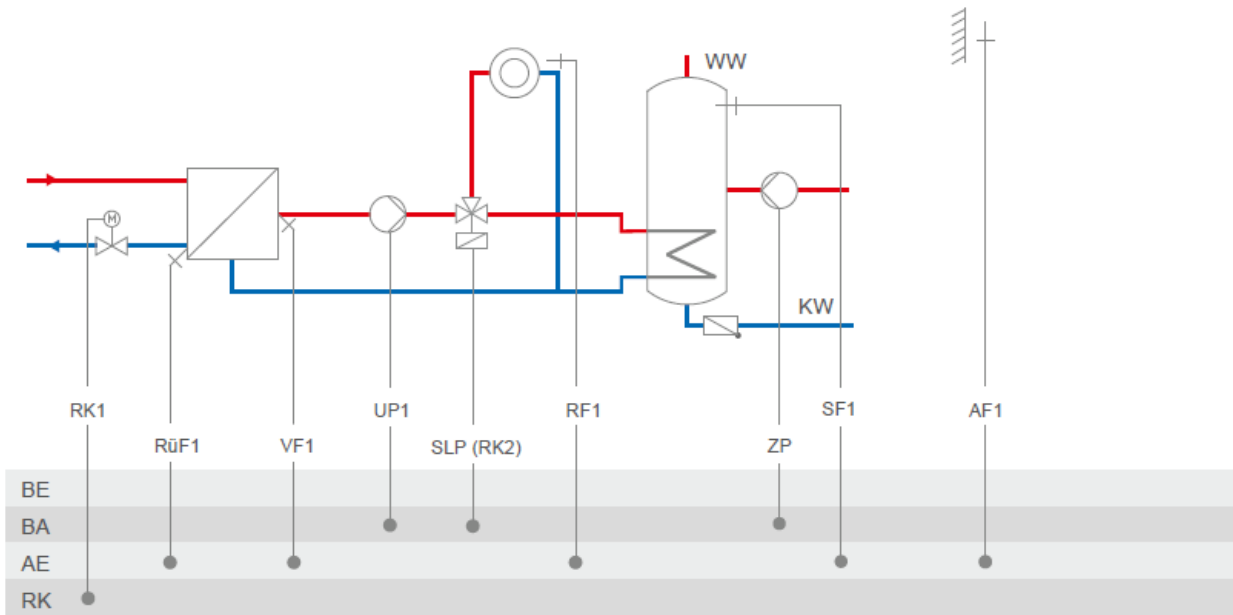 WW
M
KW
RK1 UP1 RF1 SF1 AF1
RüF1 VF1 SLP (RK2) ZP
BE
BA
AE
RK